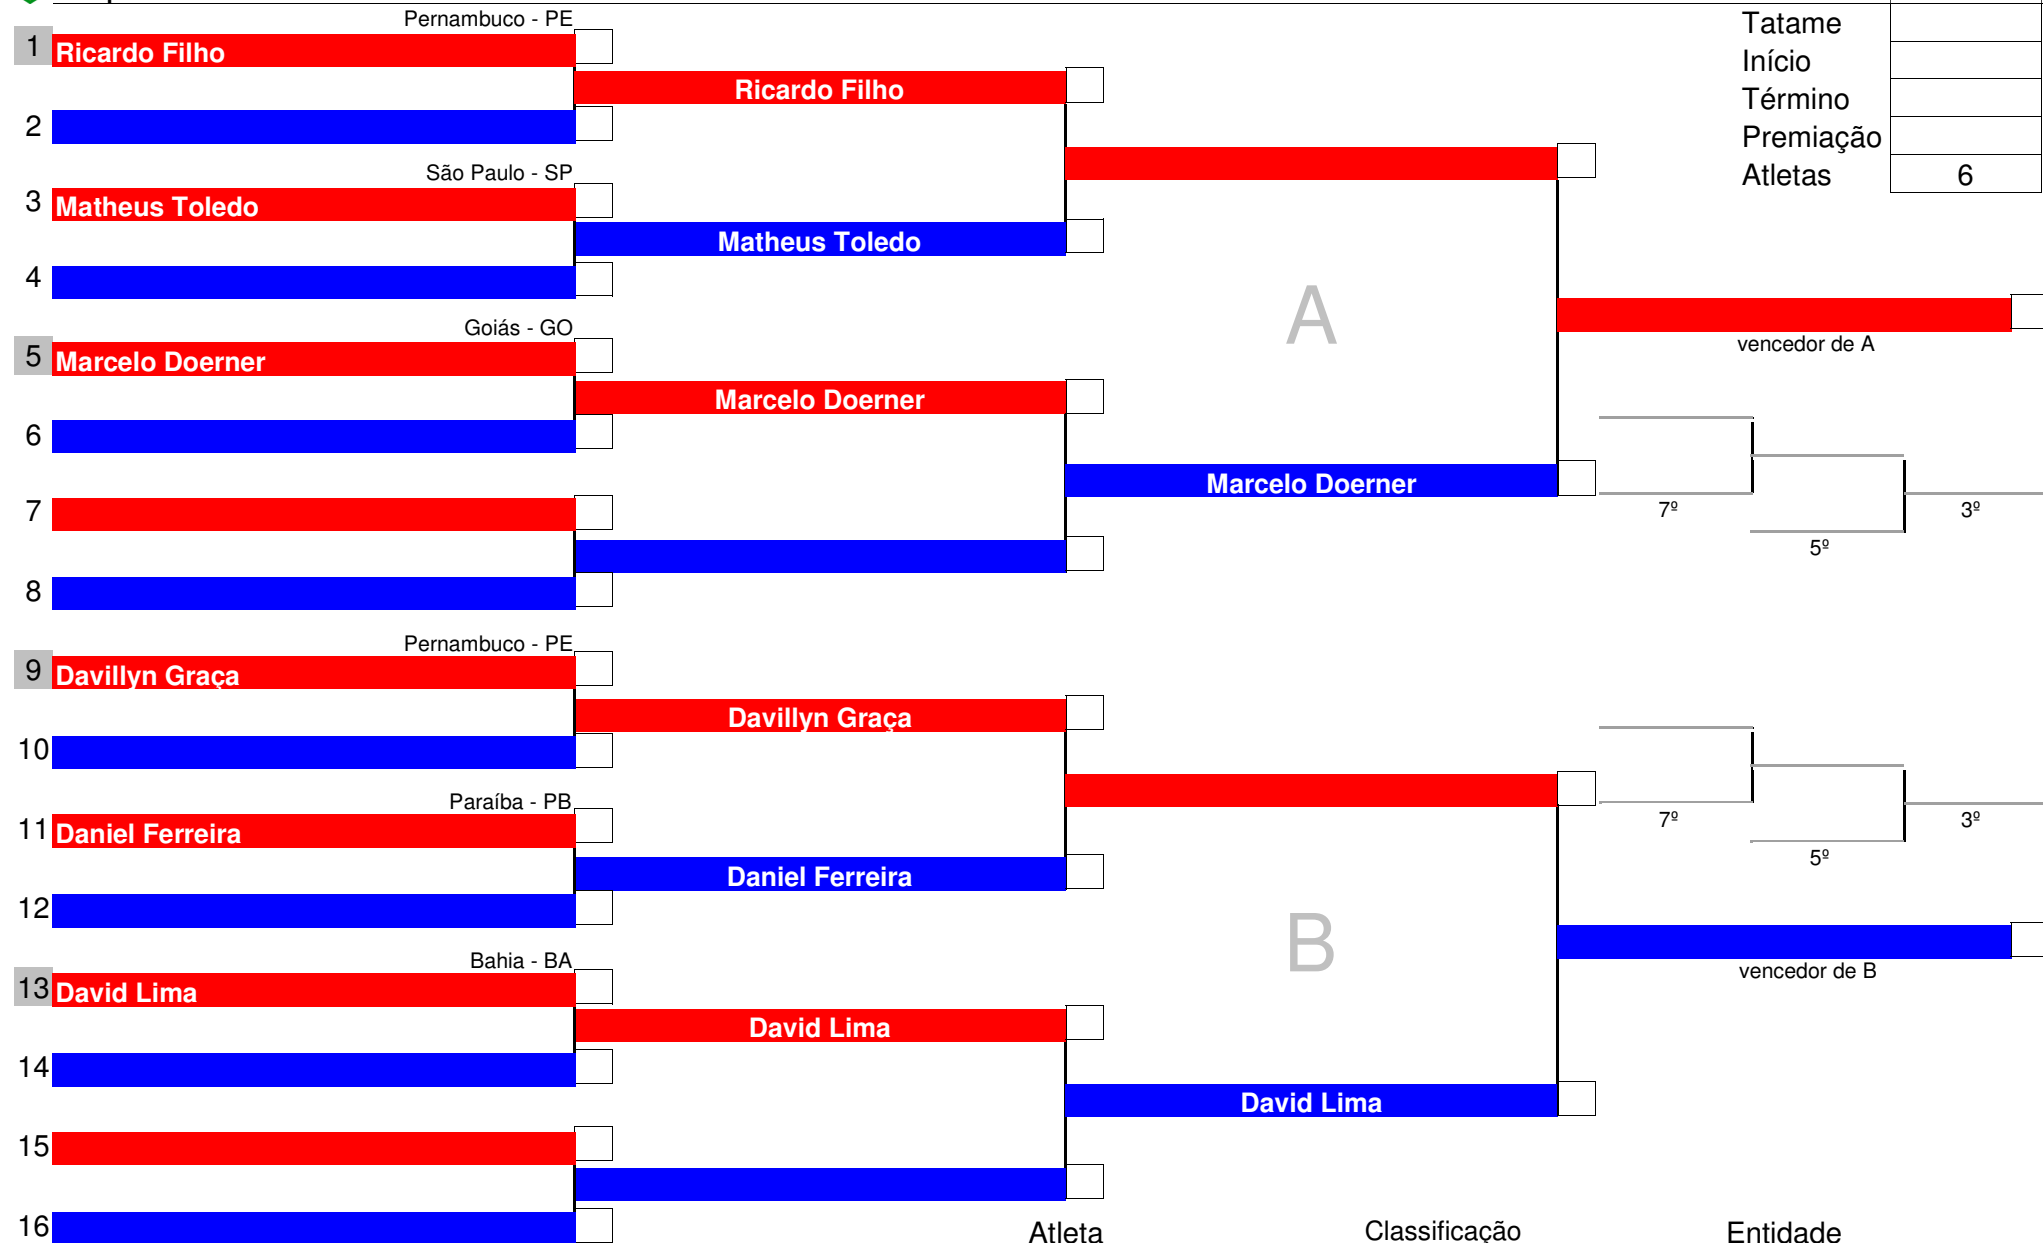 Pernambuco - PE
1 Ricardo Filho
Ricardo Filho
2
São Paulo - SP
3 Matheus Toledo
Matheus Toledo
4
Goiás - GO
5 Marcelo Doerner
Marcelo Doerner
6
Marcelo Doerner
7
8
Pernambuco - PE
9 Davillyn Graça
Davillyn Graça
10
Paraíba - PB
11 Daniel Ferreira
Daniel Ferreira
12
Bahia - BA
13 David Lima
David Lima
14
David Lima
15
16
Tatame
Início
Término
Premiação
Atletas 6
A
vencedor de A
7º
3º
5º
7º
3º
5º
B
vencedor de B
Atleta Classificação Entidade